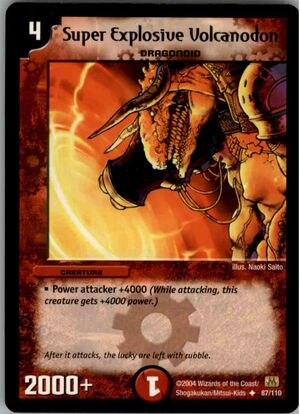 4 Super Explosive Volcanodon
DRAGONOID
Illus. Naoki Saito
CREATURE
▪ Power attacker +4000 (While attacking, this
creature gets +4000 power.)
After it attacks, the lucky are left with rubble.
2000+
1
©2004 Wizards of the Coast/
Shogakukan/Mitsui-Kids ◆ 87/110